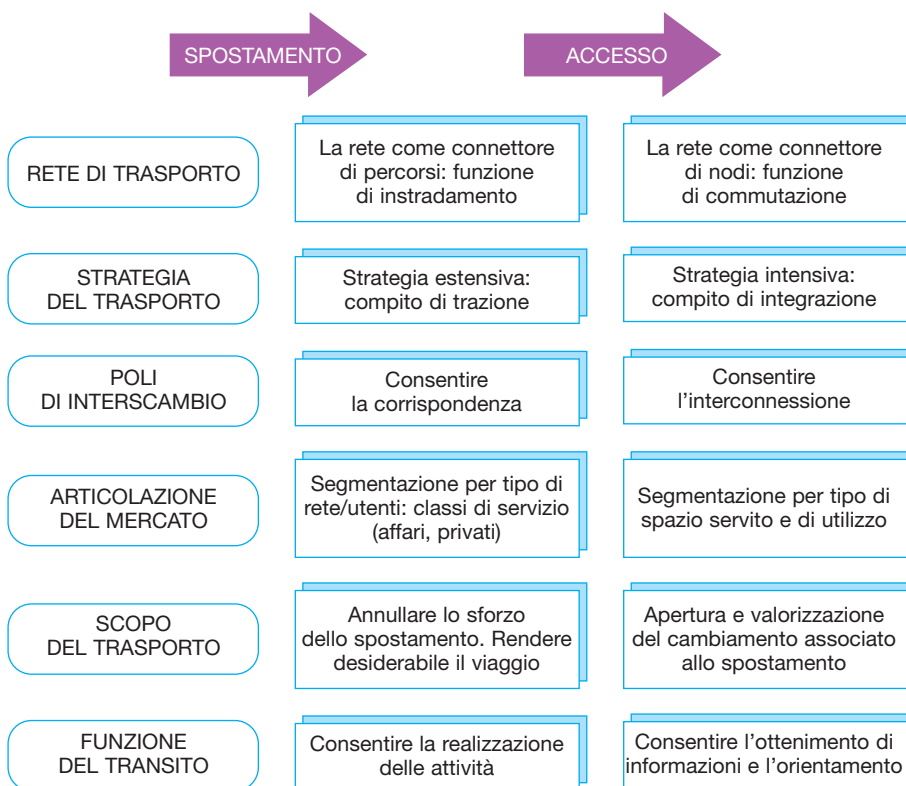 SPOSTAMENTO
ACCESSO
RETE DI TRASPORTO
La rete come connettore
di percorsi: funzione
di instradamento
La rete come connettore
di nodi: funzione
di commutazione
STRATEGIA
DEL TRASPORTO
Strategia estensiva:
compito di trazione
Strategia intensiva:
compito di integrazione
POLI
DI INTERSCAMBIO
Consentire
la corrispondenza
Consentire
l’interconnessione
ARTICOLAZIONE
DEL MERCATO
Segmentazione per tipo di
rete/utenti: classi di servizio
(affari, privati)
Segmentazione per tipo di
spazio servito e di utilizzo
SCOPO
DEL TRASPORTO
Annullare lo sforzo
dello spostamento. Rendere
desiderabile il viaggio
Apertura e valorizzazione
del cambiamento associato
allo spostamento
FUNZIONE
DEL TRANSITO
Consentire la realizzazione
delle attività
Consentire l’ottenimento di
informazioni e l’orientamento